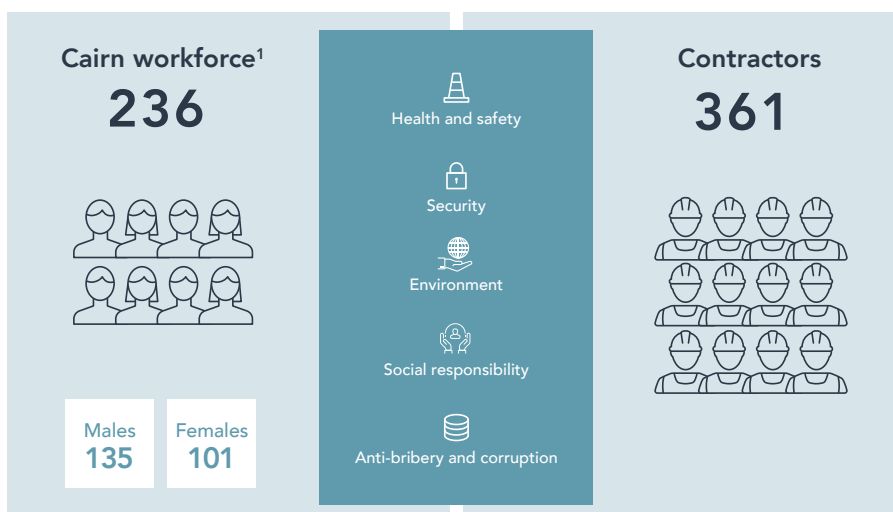 Cairn workforce¹
236
Males
135
Females
101
Health and safety
Security
Environment
Social responsibility
Anti-bribery and corruption
Contractors
361